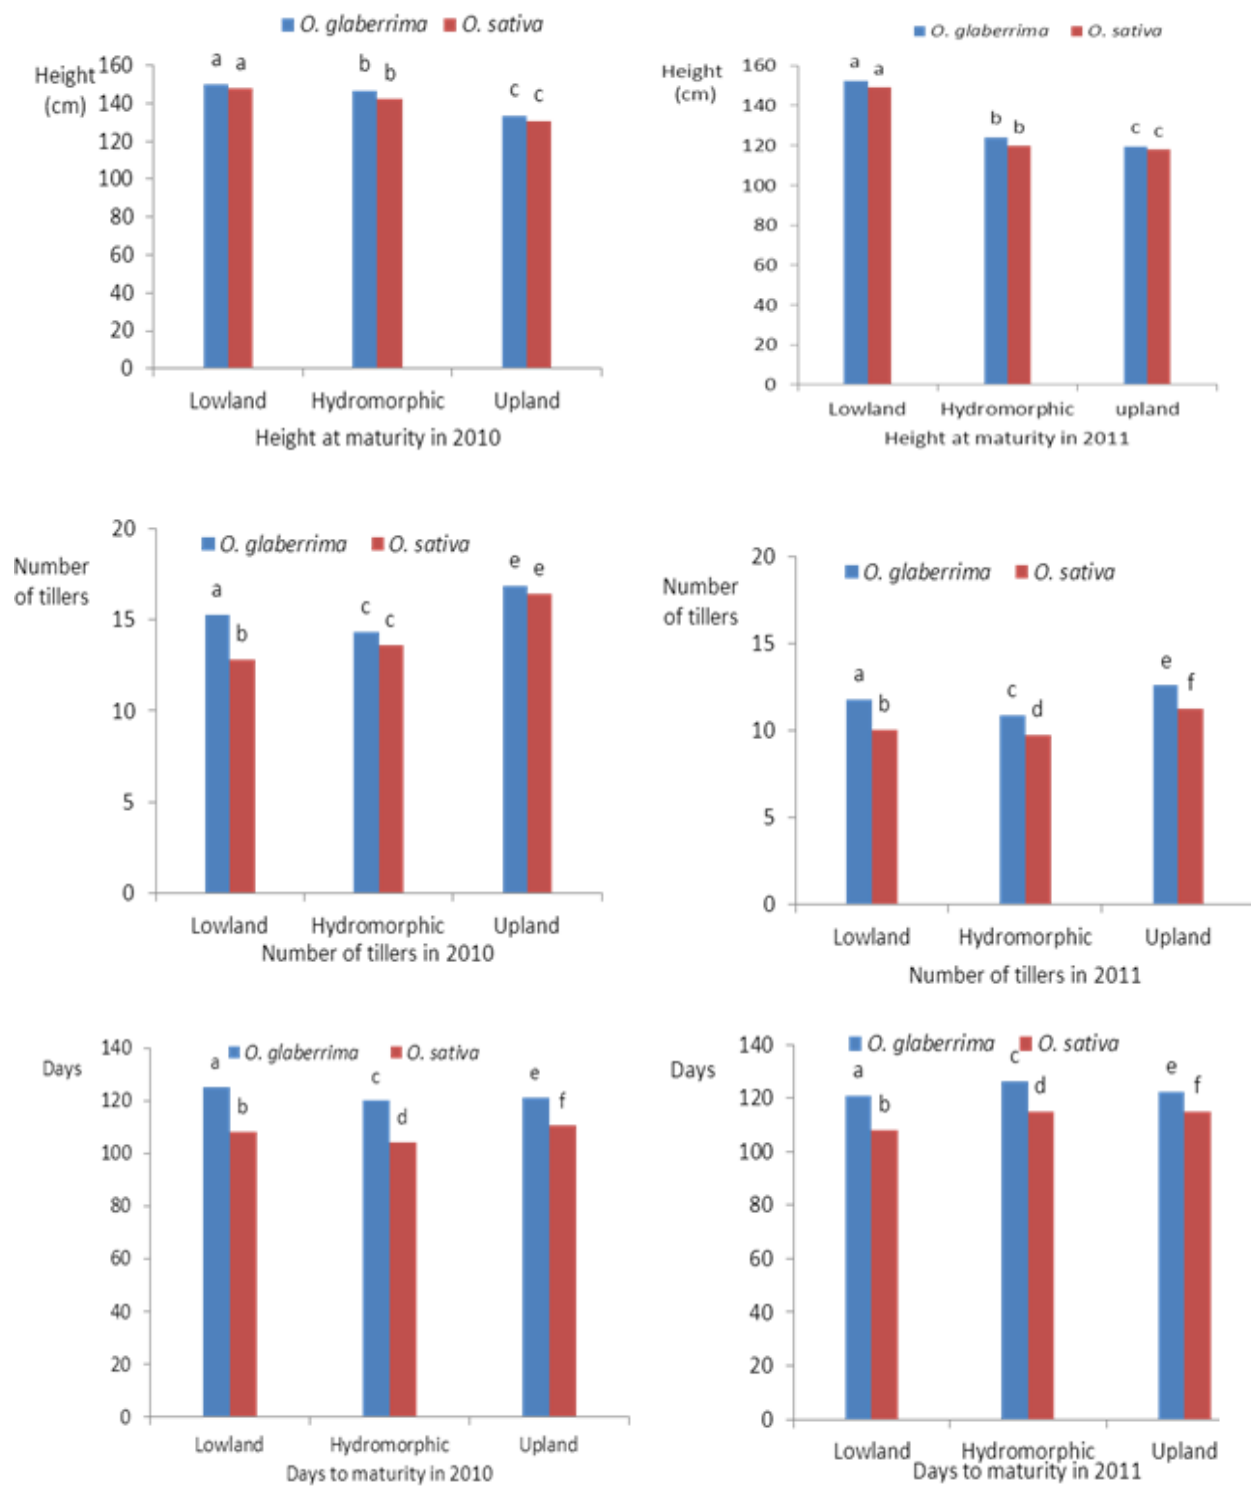 O. glaberrima O. sativa
Height
(cm)
160
140
120
100
80
60
40
20
0
a a b b c c
Lowland Hydromorphic Upland
Height at maturity in 2010
O. glaberrima O. sativa
Height
(cm)
160
140
120
100
80
60
40
20
0
a a b b c c
Lowland Hydromorphic upland
Height at maturity in 2011
O. glaberrima O. sativa
Number
of tillers
20
15
10
5
0
a b c c e e
Lowland Hydromorphic Upland
Number of tillers in 2010
O. glaberrima O. sativa
Number
of tillers
20
15
10
5
0
a b c d e f
Lowland Hydromorphic Upland
Number of tillers in 2011
O. glaberrima O. sativa
Days
140
120
100
80
60
40
20
0
a b c d e f
Lowland Hydromorphic Upland
Days to maturity in 2010
O. glaberrima O. sativa
Days
140
120
100
80
60
40
20
0
a b c d e f
Lowland Hydromorphic Upland
Days to maturity in 2011